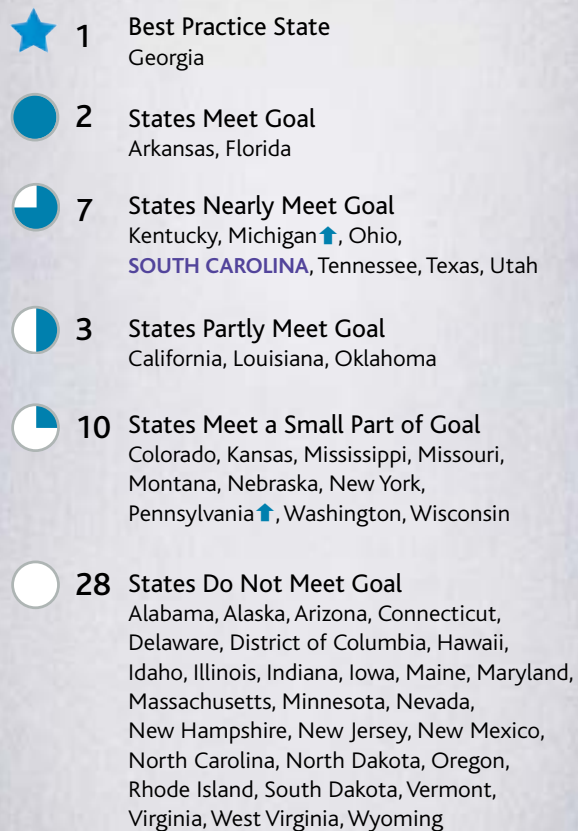 1 Best Practice State
Georgia
2 States Meet Goal
Arkansas, Florida
7 States Nearly Meet Goal
Kentucky, Michigan⬆, Ohio,
SOUTH CAROLINA, Tennessee, Texas, Utah
3 States Partly Meet Goal
California, Louisiana, Oklahoma
10 States Meet a Small Part of Goal
Colorado, Kansas, Mississippi, Missouri,
Montana, Nebraska, New York,
Pennsylvania⬆, Washington, Wisconsin
28 States Do Not Meet Goal
Alabama, Alaska, Arizona, Connecticut,
Delaware, District of Columbia, Hawaii,
Idaho, Illinois, Indiana, Iowa, Maine, Maryland,
Massachusetts, Minnesota, Nevada,
New Hampshire, New Jersey, New Mexico,
North Carolina, North Dakota, Oregon,
Rhode Island, South Dakota, Vermont,
Virginia, West Virginia, Wyoming